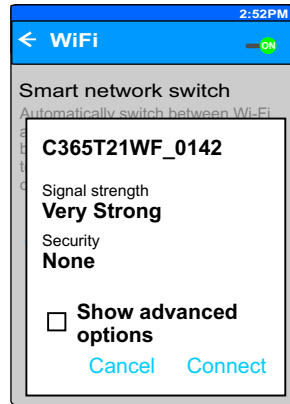 2:52PM
WiFi
ON
Smart network switch
Automatically switch between Wi-Fi
C365T21WF_0142
Signal strength
Very Strong
Security
None
Show advanced
options
Cancel Connect